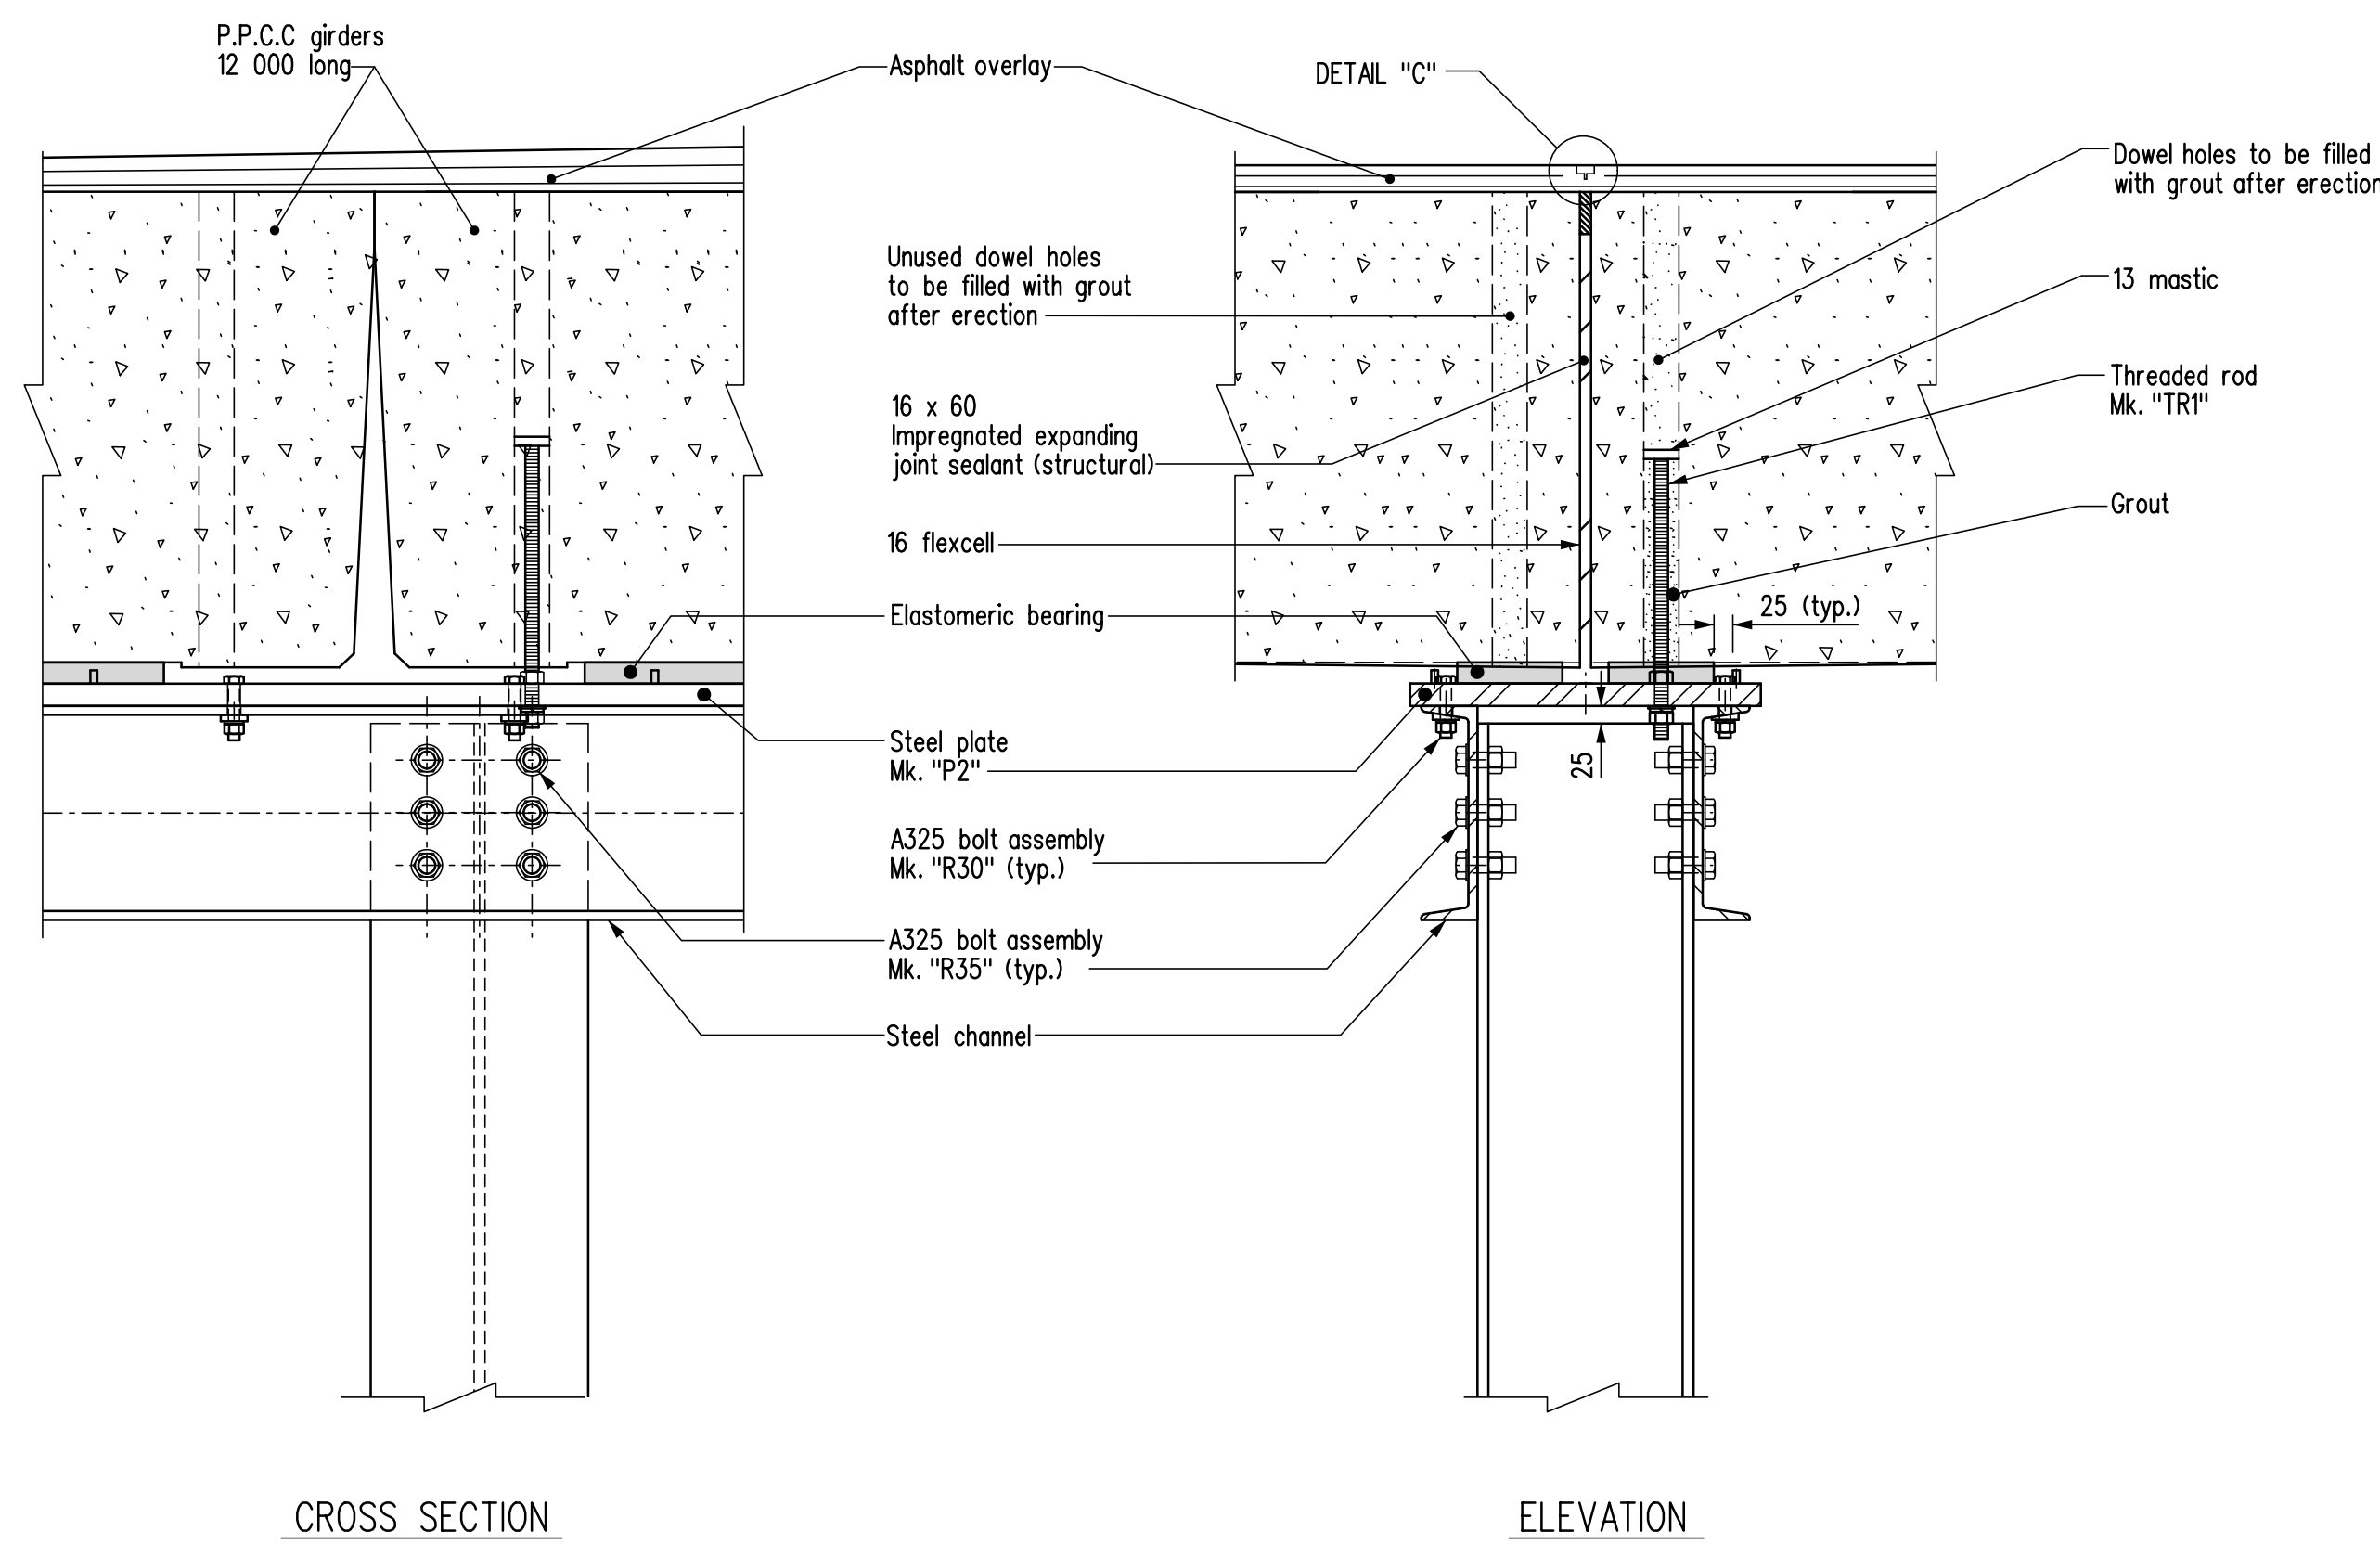 P.P.C.C girders
12 000 long
Asphalt overlay
DETAIL "C"
Dowel holes to be filled
with grout after erection
Unused dowel holes
to be filled with grout
after erection
13 mastic
Threaded rod
Mk. "TR1"
16 x 60
Impregnated expanding
joint sealant (structural)
Grout
16 flexcell
25 (typ.)
Elastomeric bearing
Steel plate
Mk. "P2"
25
A325 bolt assembly
Mk. "R30" (typ.)
A325 bolt assembly
Mk. "R35" (typ.)
Steel channel
CROSS SECTION
ELEVATION